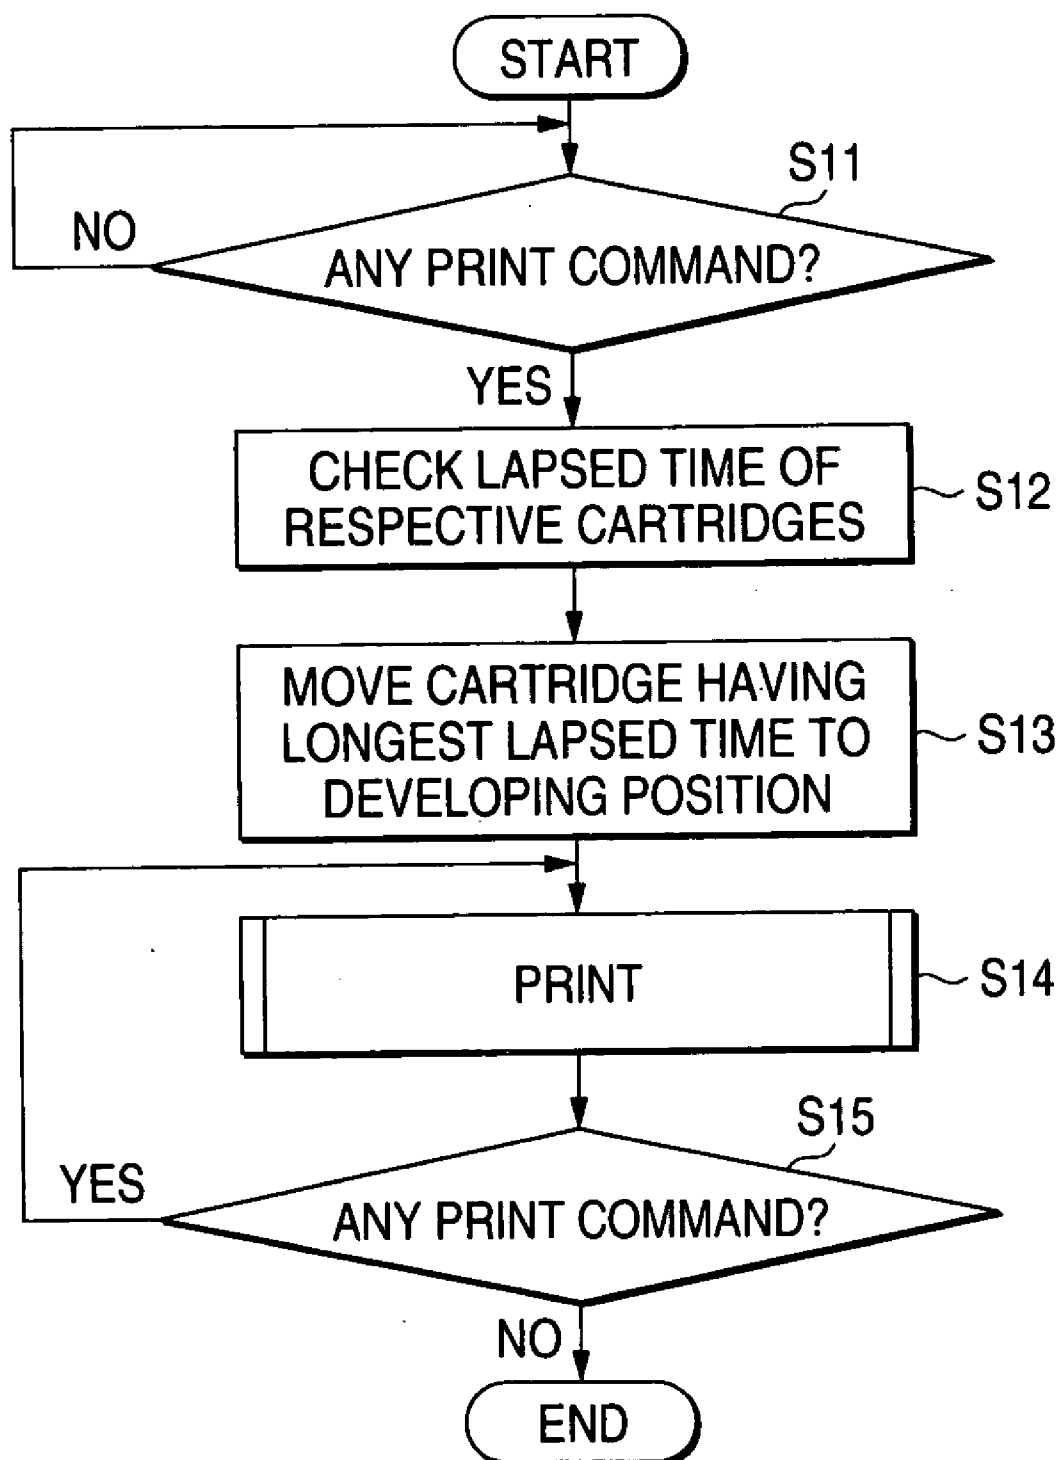 START
S11
NO
ANY PRINT COMMAND?
YES
CHECK LAPSED TIME OF
RESPECTIVE CARTRIDGES
S12
MOVE CARTRIDGE HAVING
LONGEST LAPSED TIME TO
DEVELOPING POSITION
S13
PRINT
S14
S15
YES
ANY PRINT COMMAND?
NO
END